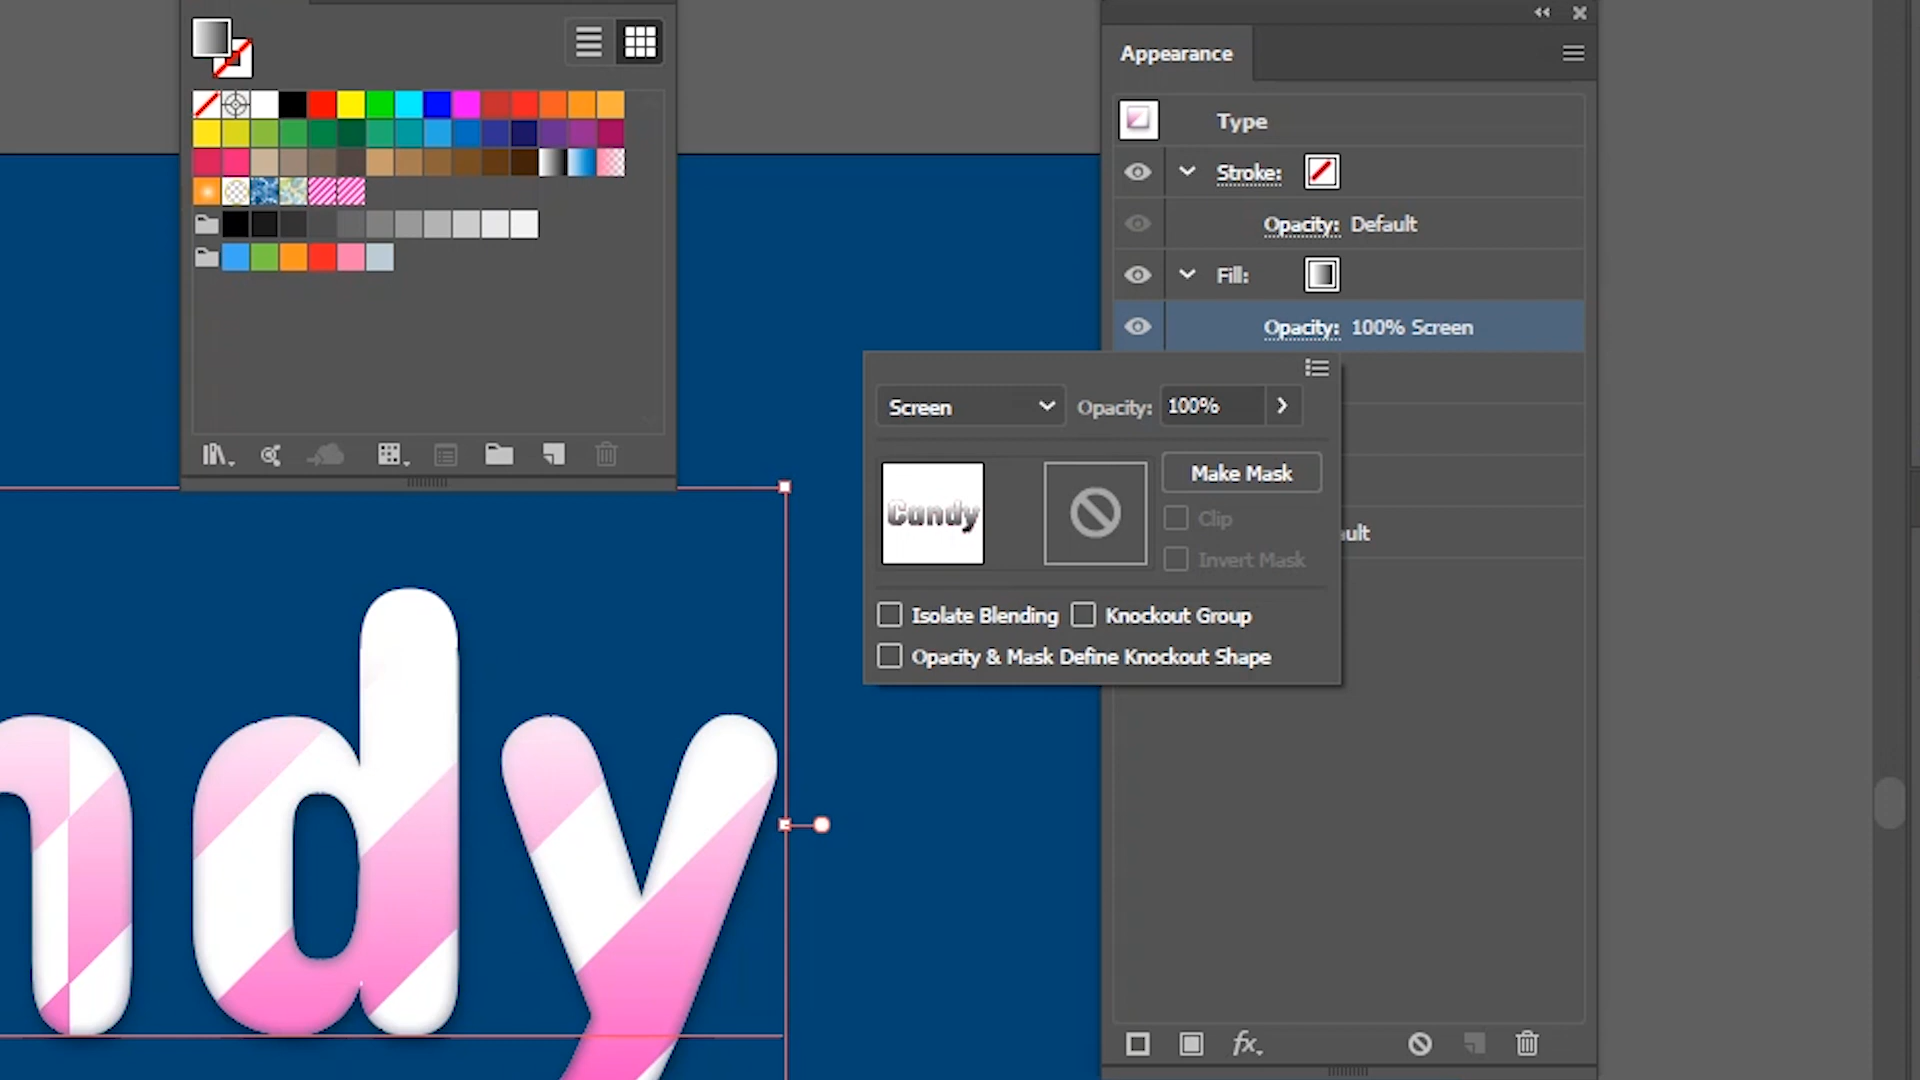 Appearance
Type
Stroke:
Opacity: Default
Fill:
Opacity: 100% Screen
Screen Opacity: 100%
Candy
Make Mask
Clip
Invert Mask
ult
Isolate Blending Knockout Group
Opacity & Mask Define Knockout Shape
ndy
fx